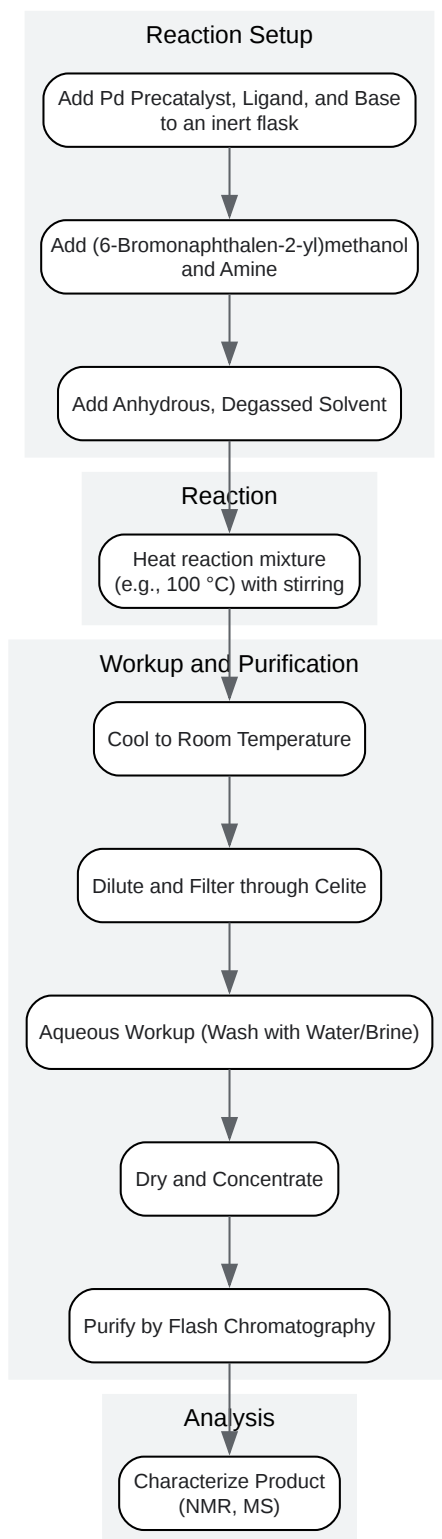 Reaction Setup
Add Pd Precatalyst, Ligand, and Base
to an inert flask
Add (6-Bromonaphthalen-2-yl)methanol
and Amine
Add Anhydrous, Degassed Solvent
Reaction
Heat reaction mixture
(e.g., 100 °C) with stirring
Workup and Purification
Cool to Room Temperature
Dilute and Filter through Celite
Aqueous Workup (Wash with Water/Brine)
Dry and Concentrate
Purify by Flash Chromatography
Analysis
Characterize Product
(NMR, MS)